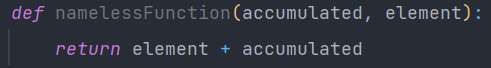 def namelessFunction(accumulated, element):
    return element + accumulated